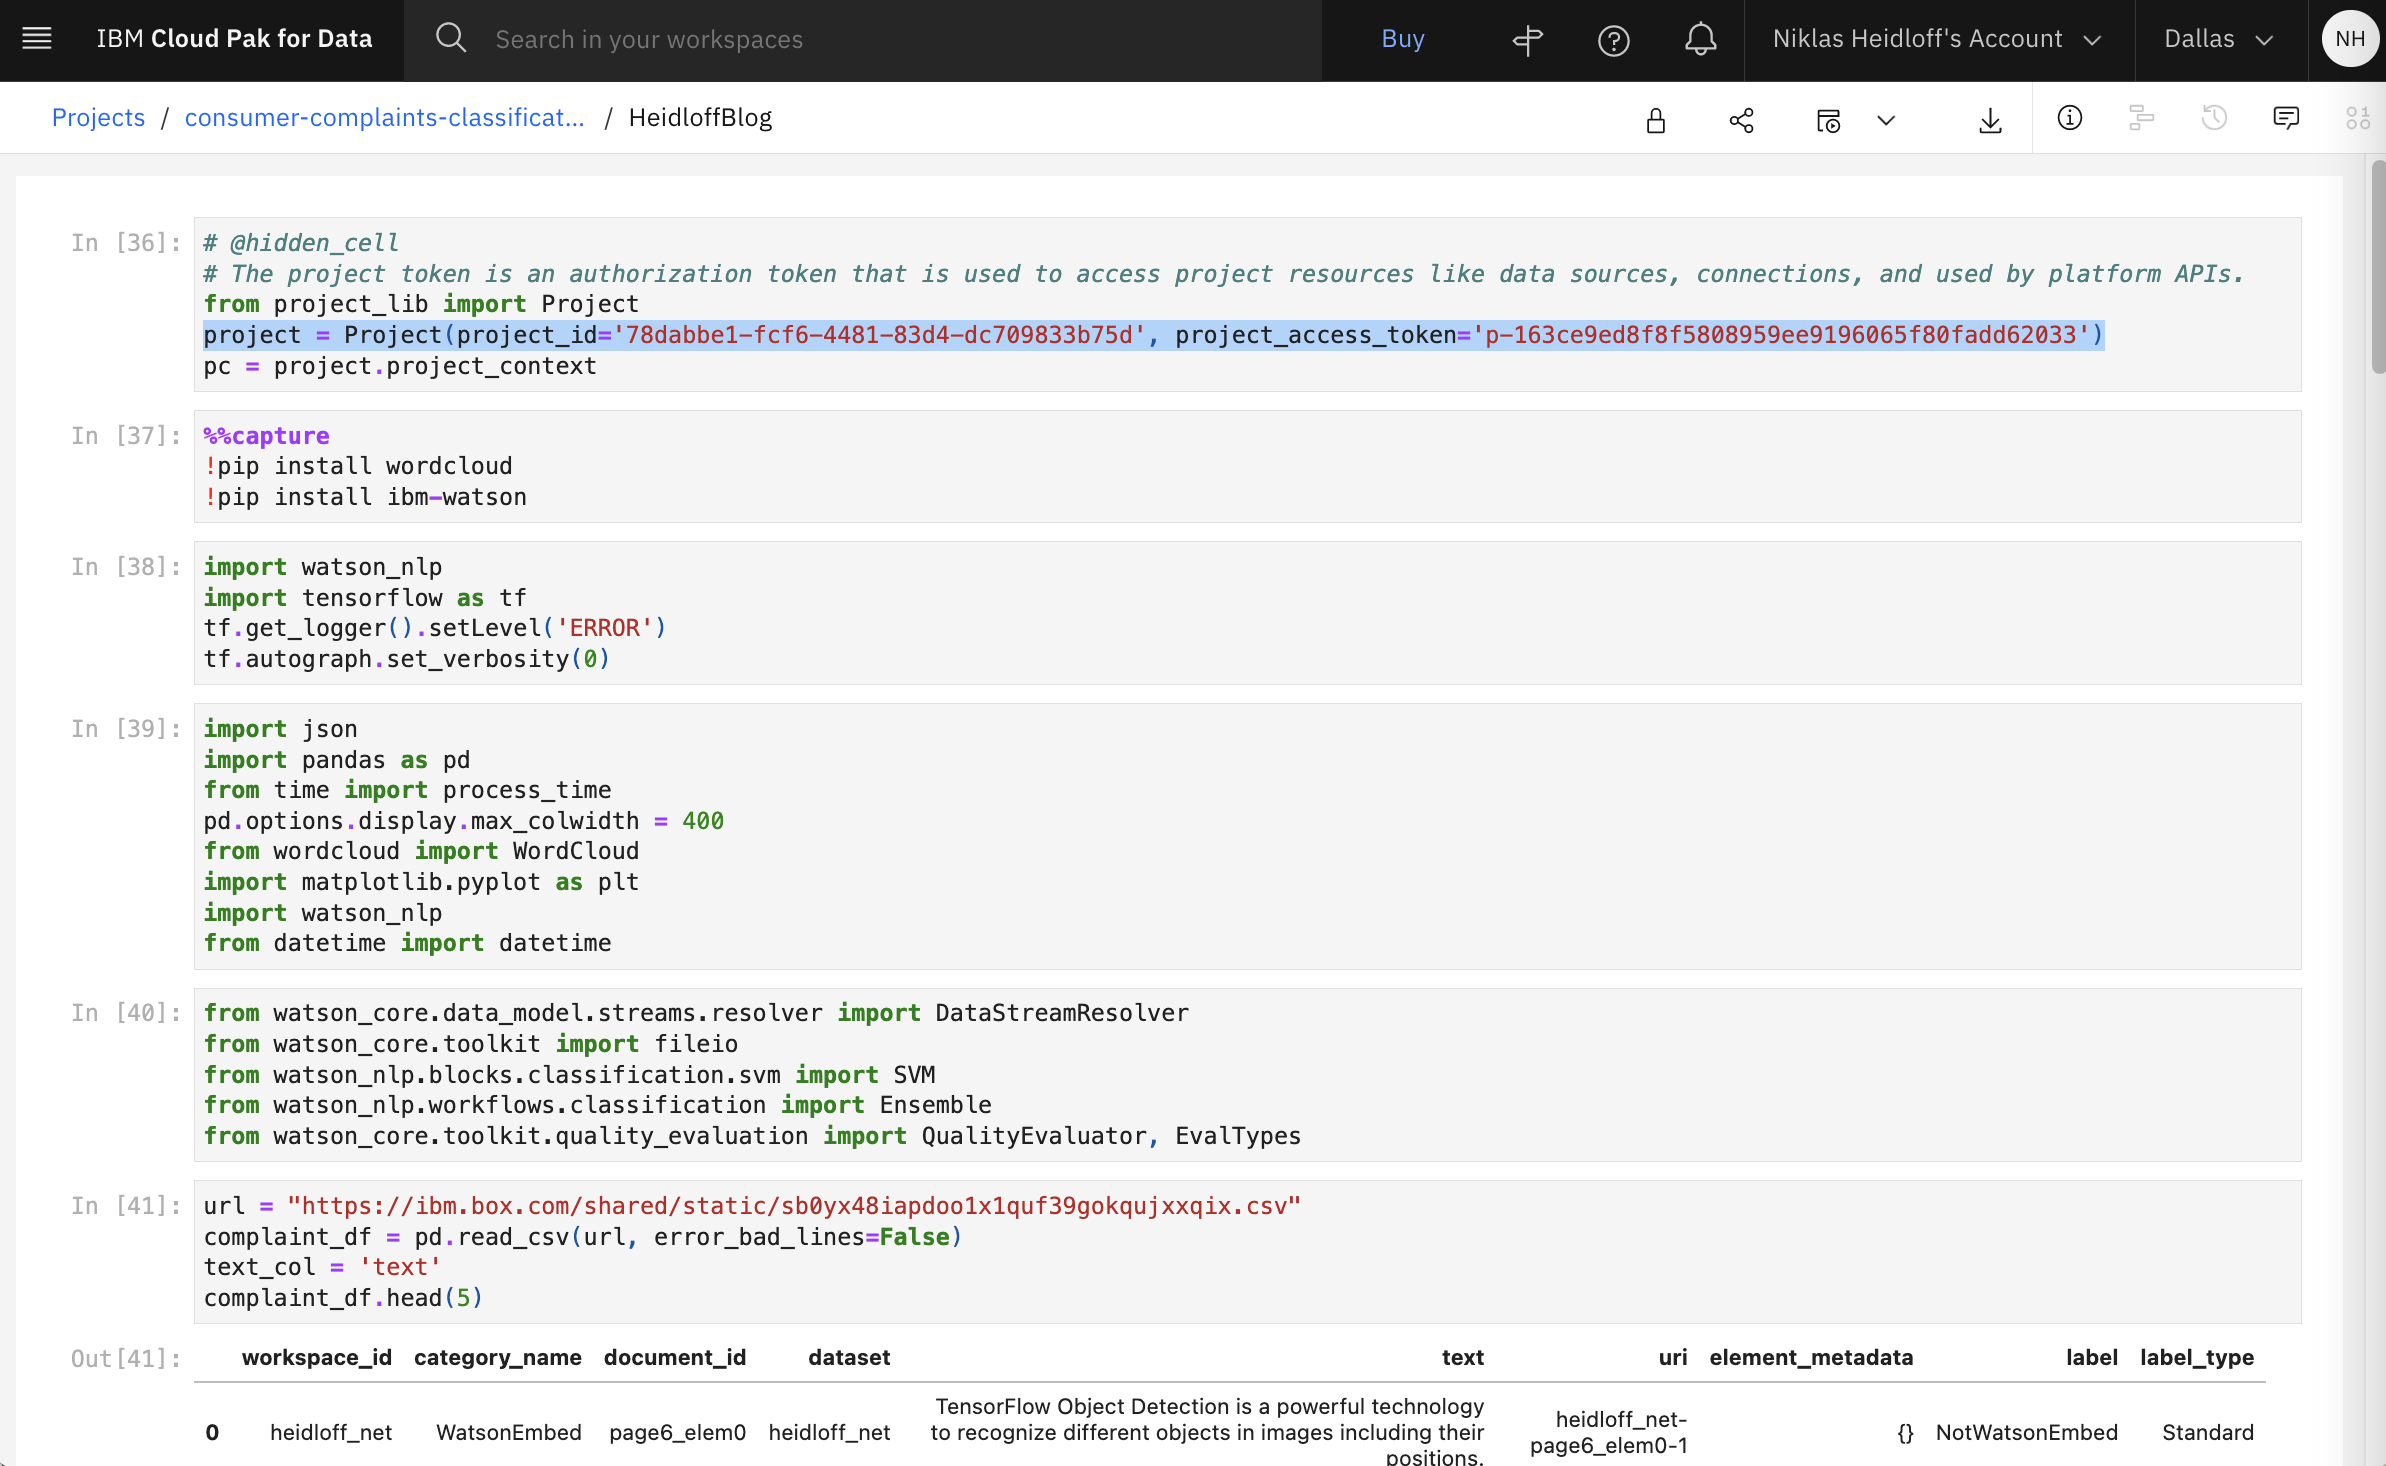 IBM Cloud Pak for Data
Search in your workspaces
Buy
Niklas Heidloff's Account
Dallas
NH
Projects / consumer-complaints-classificat... / HeidloffBlog
In [36]:
# @hidden_cell
# The project token is an authorization token that is used to access project resources like data sources, connections, and used by platform APIs.
from project_lib import Project
project = Project(project_id='78dabbe1-fcf6-4481-83d4-dc709833b75d', project_access_token='p-163ce9ed8f8f5808959ee9196065f80fadd62033')
pc = project.project_context
In [37]:
%%capture
!pip install wordcloud
!pip install ibm-watson
In [38]:
import watson_nlp
import tensorflow as tf
tf.get_logger().setLevel('ERROR')
tf.autograph.set_verbosity(0)
In [39]:
import json
import pandas as pd
from time import process_time
pd.options.display.max_colwidth = 400
from wordcloud import WordCloud
import matplotlib.pyplot as plt
import watson_nlp
from datetime import datetime
In [40]:
from watson_core.data_model.streams.resolver import DataStreamResolver
from watson_core.toolkit import fileio
from watson_nlp.blocks.classification.svm import SVM
from watson_nlp.workflows.classification import Ensemble
from watson_core.toolkit.quality_evaluation import QualityEvaluator, EvalTypes
In [41]:
url = "https://ibm.box.com/shared/static/sb0yx48iapdoo1x1quf39gokqujxxqix.csv"
complaint_df = pd.read_csv(url, error_bad_lines=False)
text_col = 'text'
complaint_df.head(5)
Out[41]:
workspace_id category_name document_id dataset text uri element_metadata label label_type
0 heidloff_net WatsonEmbed page6_elem0 heidloff_net
TensorFlow Object Detection is a powerful technology
to recognize different objects in images including their
positions.
heidloff_net-
page6_elem0-1
{} NotWatsonEmbed Standard